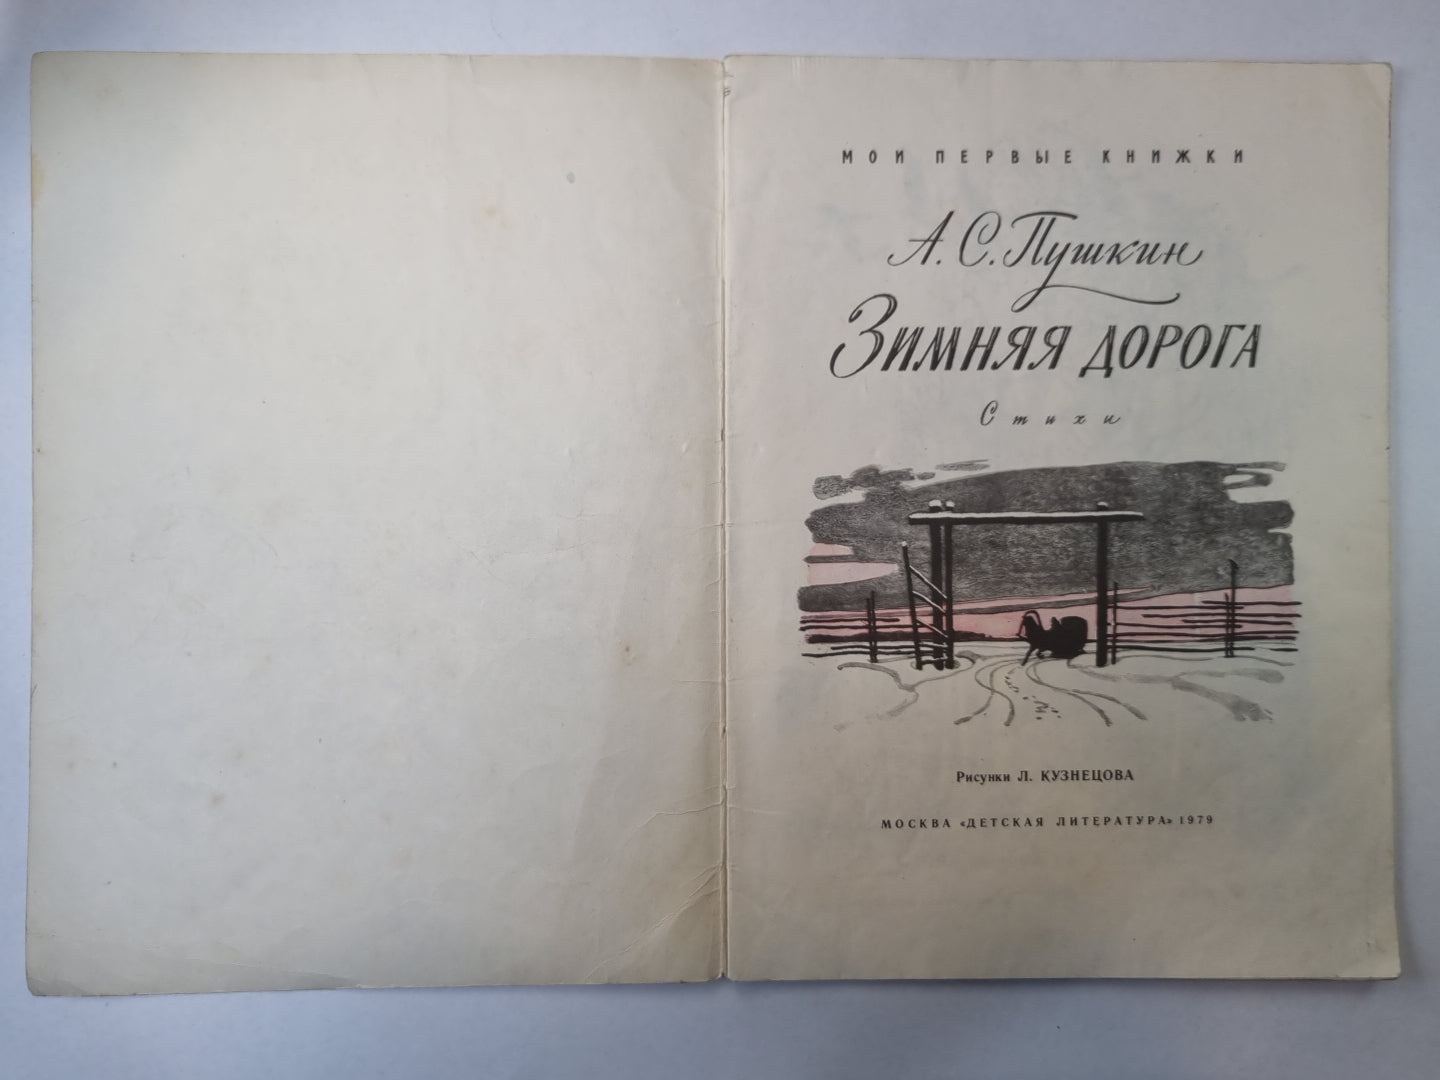 МОИ ПЕРВЫЕ КНИЖКИ
А. С. Пушкин
ЗИМНЯЯ ДОРОГА
Стихи
Рисунки Л. КУЗНЕЦОВА
МОСКВА «ДЕТСКАЯ ЛИТЕРАТУРА» 1979